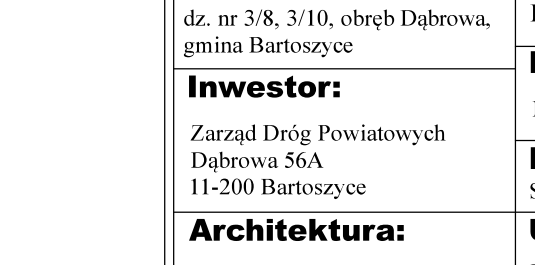 dz. nr 3/8, 3/10, obręb Dąbrowa,
gmina Bartoszyce
Inwestor:
Zarząd Dróg Powiatowych
Dąbrowa 56A
11-200 Bartoszyce
Architektura: